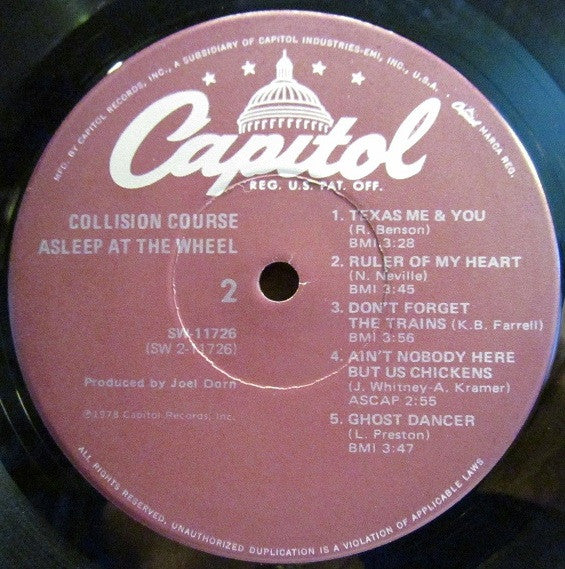 MFD. BY CAPITOL RECORDS, INC., A SUBSIDIARY OF CAPITOL INDUSTRIES-EMI, INC., U.S.A. · Capitol MARCA REG.
Capitol
REG. U.S. PAT. OFF.
COLLISION COURSE
ASLEEP AT THE WHEEL
2
SW-11726
(SW 2-11726)
Produced by Joel Dorn
℗1978 Capitol Records, Inc.
1. TEXAS ME & YOU
(R. Benson)
BMI 3:28
2. RULER OF MY HEART
(N. Neville)
BMI 3:45
3. DON'T FORGET
THE TRAINS (K.B. Farrell)
BMI 3:56
4. AIN'T NOBODY HERE
BUT US CHICKENS
(J. Whitney-A. Kramer)
ASCAP 2:55
5. GHOST DANCER
(L. Preston)
BMI 3:47
ALL RIGHTS RESERVED. UNAUTHORIZED DUPLICATION IS A VIOLATION OF APPLICABLE LAWS